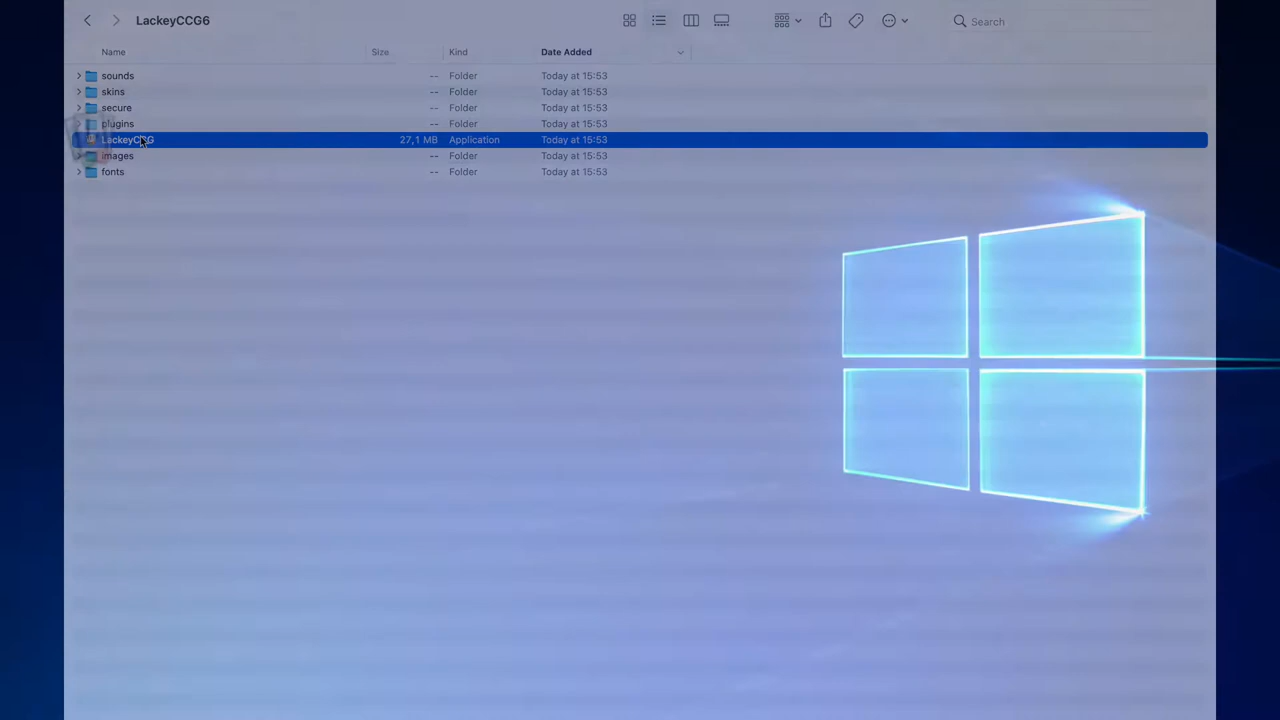 LackeyCCG6
Search
Name Size Kind Date Added
sounds -- Folder Today at 15:53
skins -- Folder Today at 15:53
secure -- Folder Today at 15:53
plugins -- Folder Today at 15:53
LackeyCCG 27,1 MB Application Today at 15:53
images -- Folder Today at 15:53
fonts -- Folder Today at 15:53